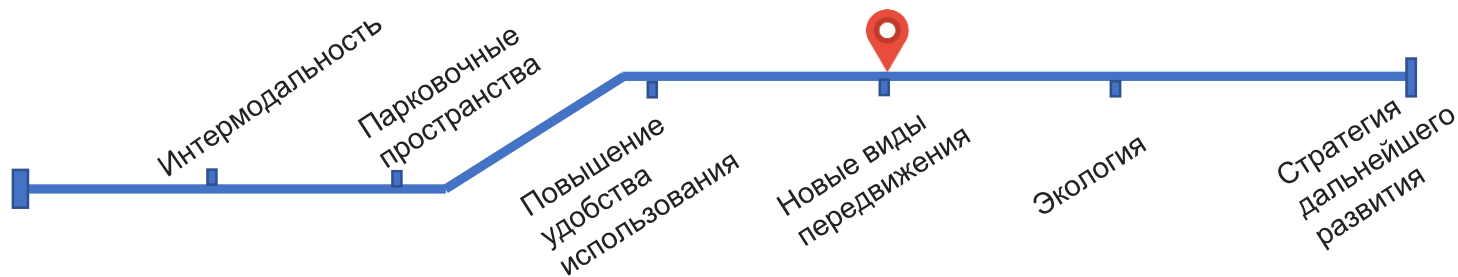 Интермодальность
Парковочные
пространства
Повышение
удобства
использования
Новые виды
передвижения
Экология
Стратегия
дальнейшего
развития